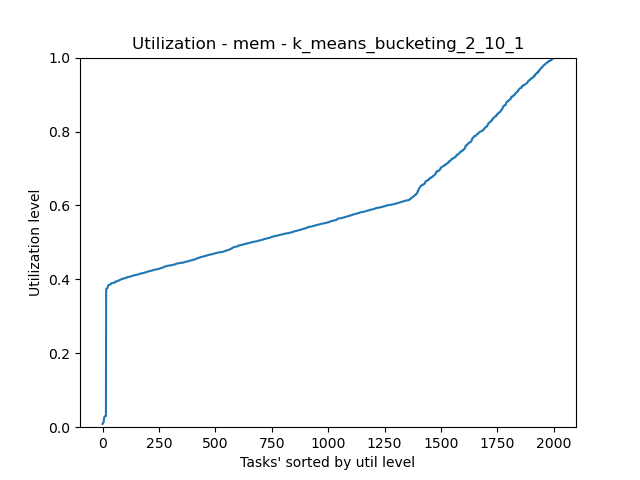 Utilization - mem - k_means_bucketing_2_10_1
1.0
0.8
0.6
0.4
0.2
0.0
Utilization level
0 250 500 750 1000 1250 1500 1750 2000
Tasks' sorted by util level